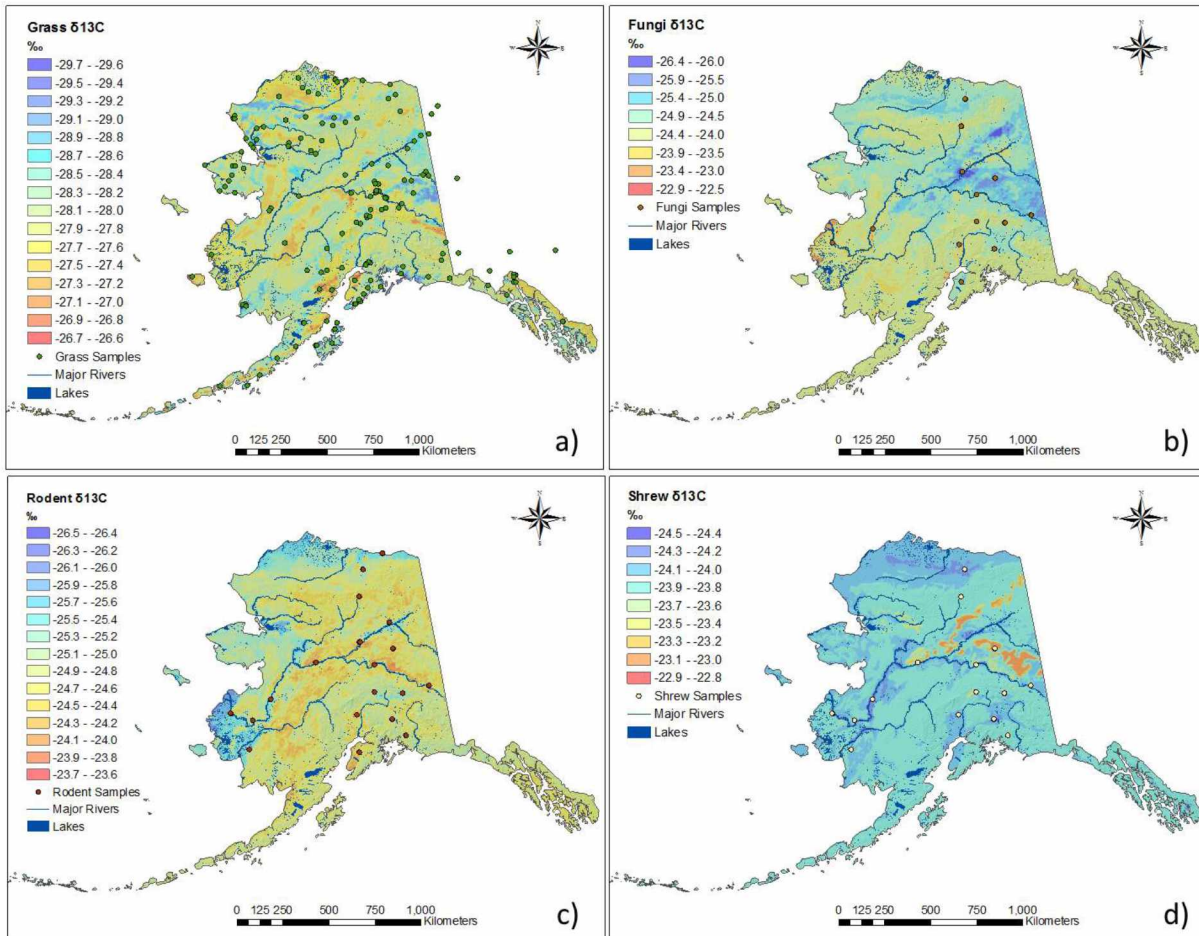 Grass δ13C
‰
-29.7 - -29.6
-29.5 - -29.4
-29.3 - -29.2
-29.1 - -29.0
-28.9 - -28.8
-28.7 - -28.6
-28.5 - -28.4
-28.3 - -28.2
-28.1 - -28.0
-27.9 - -27.8
-27.7 - -27.6
-27.5 - -27.4
-27.3 - -27.2
-27.1 - -27.0
-26.9 - -26.8
-26.7 - -26.6
Grass Samples
Major Rivers
Lakes
N
W E
S
0 125 250 500 750 1,000
Kilometers
a)
Fungi δ13C
‰
-26.4 - -26.0
-25.9 - -25.5
-25.4 - -25.0
-24.9 - -24.5
-24.4 - -24.0
-23.9 - -23.5
-23.4 - -23.0
-22.9 - -22.5
Fungi Samples
Major Rivers
Lakes
N
W E
S
0 125 250 500 750 1,000
Kilometers
b)
Rodent δ13C
‰
-26.5 - -26.4
-26.3 - -26.2
-26.1 - -26.0
-25.9 - -25.8
-25.7 - -25.6
-25.5 - -25.4
-25.3 - -25.2
-25.1 - -25.0
-24.9 - -24.8
-24.7 - -24.6
-24.5 - -24.4
-24.3 - -24.2
-24.1 - -24.0
-23.9 - -23.8
-23.7 - -23.6
Rodent Samples
Major Rivers
Lakes
N
W E
S
0 125 250 500 750 1,000
Kilometers
c)
Shrew δ13C
‰
-24.5 - -24.4
-24.3 - -24.2
-24.1 - -24.0
-23.9 - -23.8
-23.7 - -23.6
-23.5 - -23.4
-23.3 - -23.2
-23.1 - -23.0
-22.9 - -22.8
Shrew Samples
Major Rivers
Lakes
N
W E
S
0 125 250 500 750 1,000
Kilometers
d)